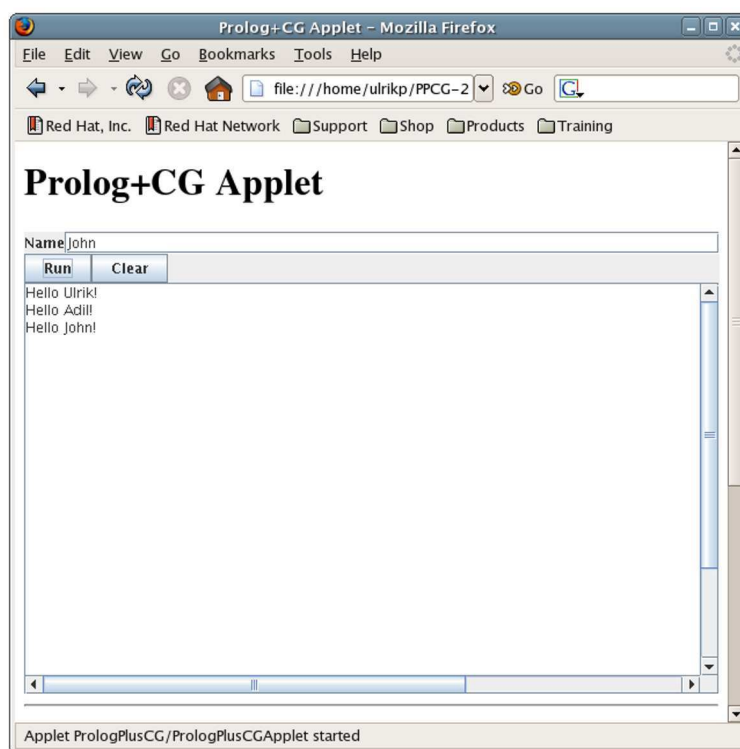 Prolog+CG Applet - Mozilla Firefox
File Edit View Go Bookmarks Tools Help
file:///home/ulrikp/PPCG-2 Go G
Red Hat, Inc. Red Hat Network Support Shop Products Training
Prolog+CG Applet
Name John
Run Clear
Hello Ulrik!
Hello Adil!
Hello John!
Applet PrologPlusCG/PrologPlusCGApplet started